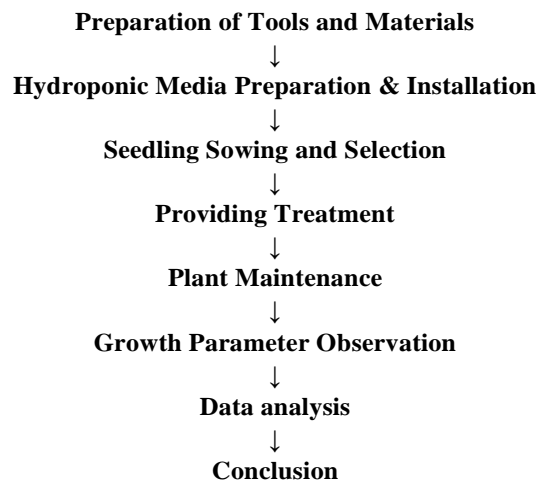 Preparation of Tools and Materials
↓
Hydroponic Media Preparation & Installation
↓
Seedling Sowing and Selection
↓
Providing Treatment
↓
Plant Maintenance
↓
Growth Parameter Observation
↓
Data analysis
↓
Conclusion